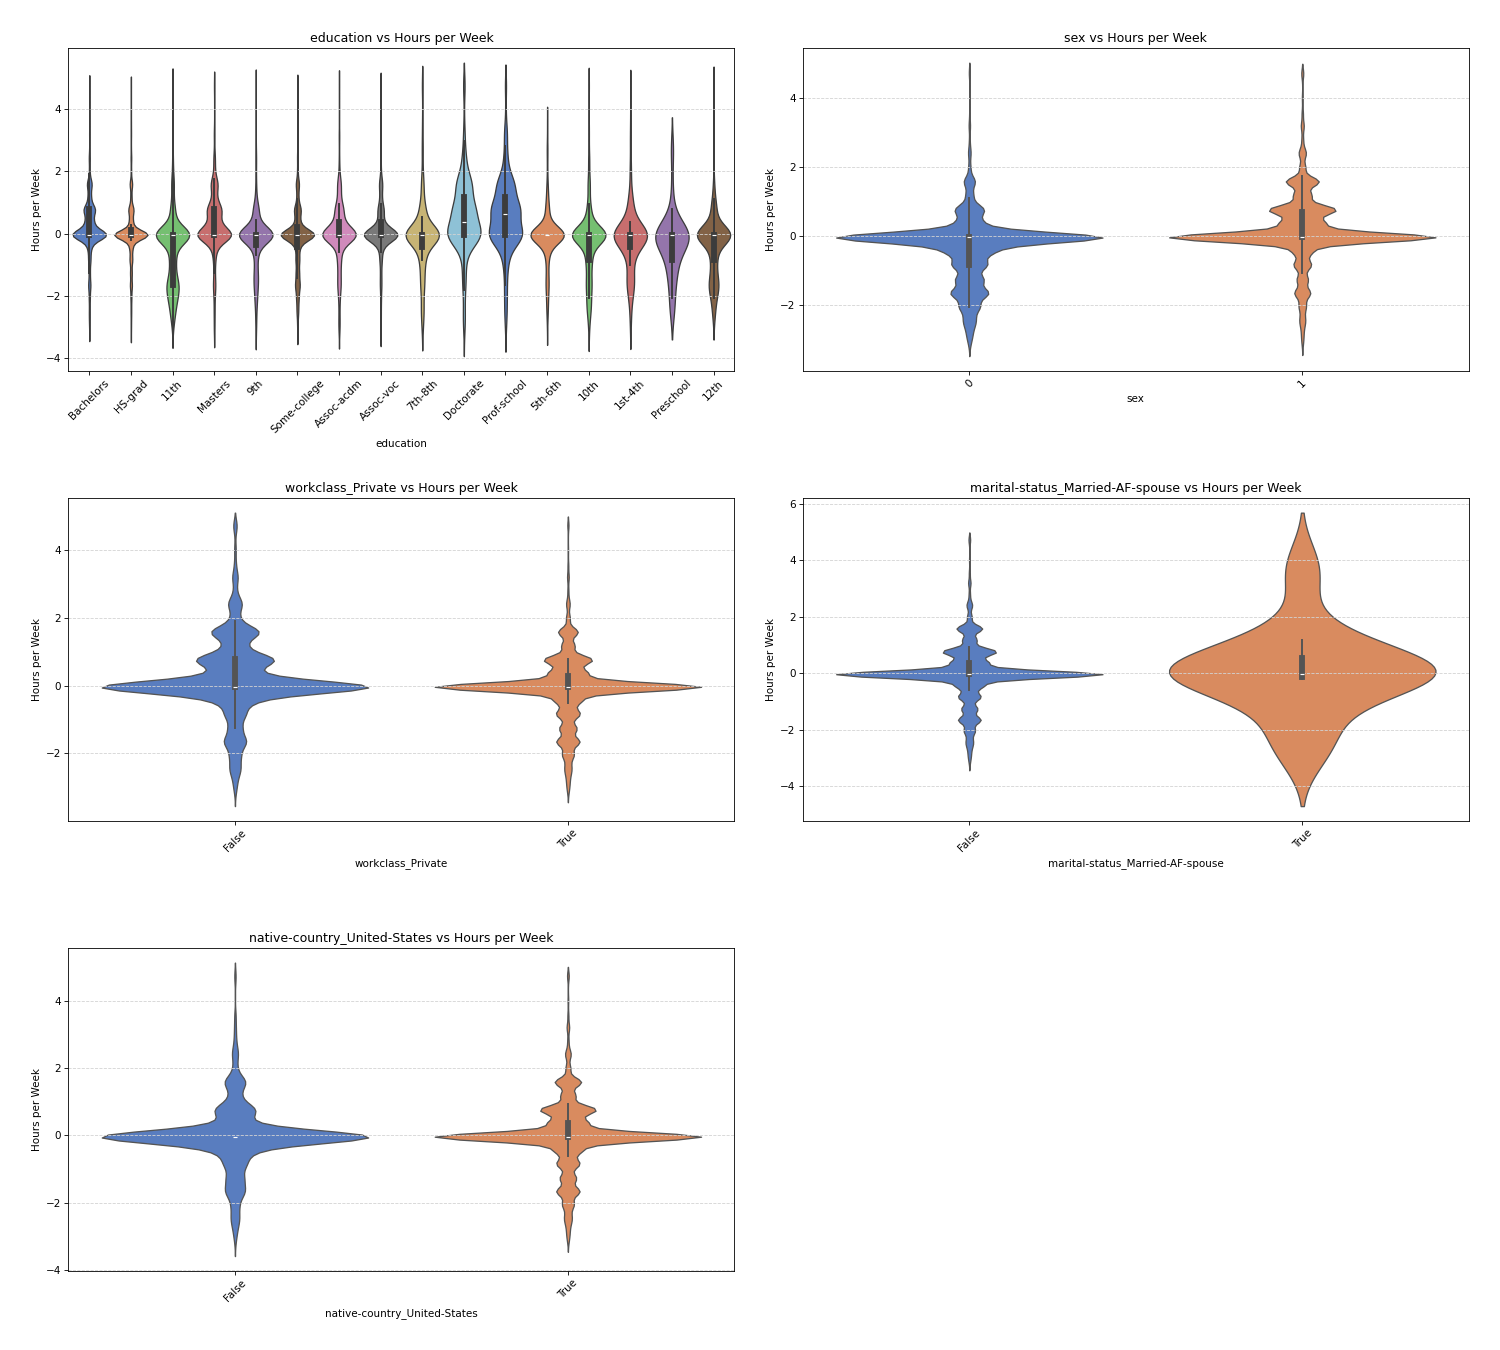 education vs Hours per Week
Hours per Week
4
2
0
−2
−4
Bachelors
HS-grad
11th
Masters
9th
Some-college
Assoc-acdm
Assoc-voc
7th-8th
Doctorate
Prof-school
5th-6th
10th
1st-4th
Preschool
12th
education
sex vs Hours per Week
Hours per Week
4
2
0
−2
0
1
sex
workclass_Private vs Hours per Week
Hours per Week
4
2
0
−2
False
True
workclass_Private
marital-status_Married-AF-spouse vs Hours per Week
Hours per Week
6
4
2
0
−2
−4
False
True
marital-status_Married-AF-spouse
native-country_United-States vs Hours per Week
Hours per Week
4
2
0
−2
−4
False
True
native-country_United-States